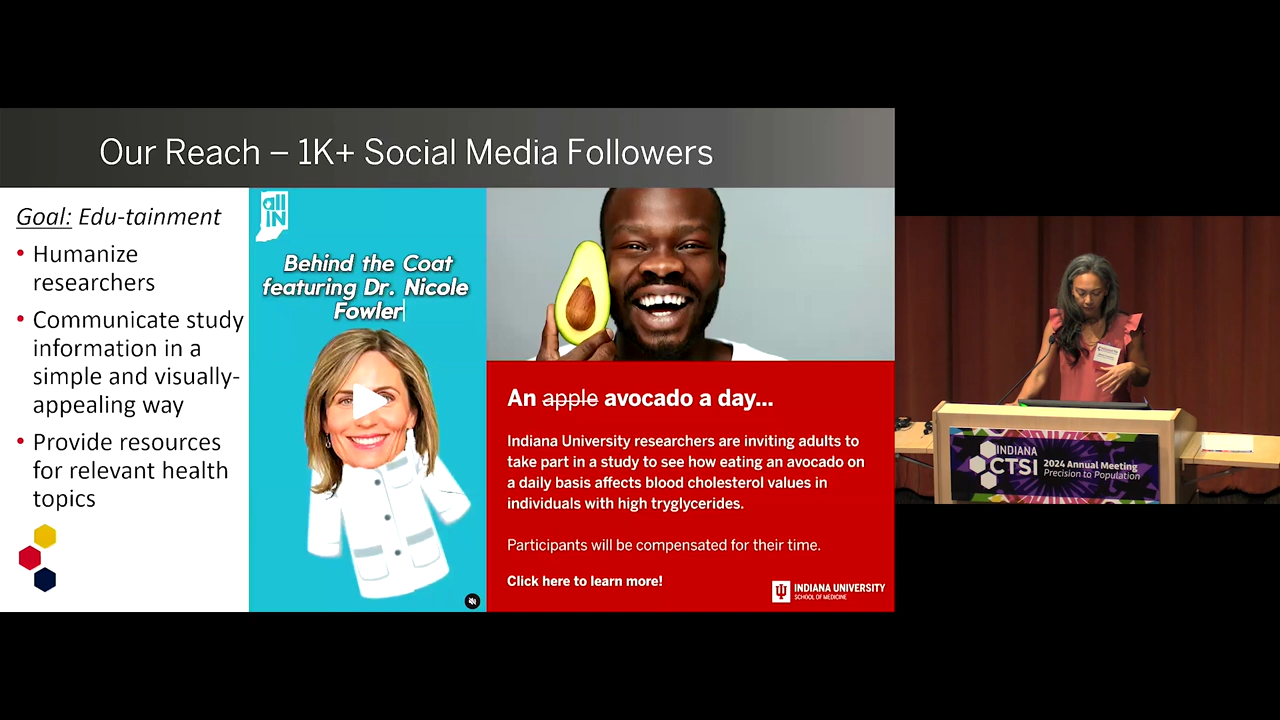 Our Reach – 1K+ Social Media Followers
Goal: Edu-tainment
• Humanize
researchers
• Communicate study
information in a
simple and visually-
appealing way
• Provide resources
for relevant health
topics
all
IN
Behind the Coat
featuring Dr. Nicole
Fowler
An apple avocado a day...
Indiana University researchers are inviting adults to
take part in a study to see how eating an avocado on
a daily basis affects blood cholesterol values in
individuals with high tryglycerides.
Participants will be compensated for their time.
Click here to learn more!
INDIANA UNIVERSITY
SCHOOL OF MEDICINE
INDIANA
CTSI
2024 Annual Meeting
Precision to Population